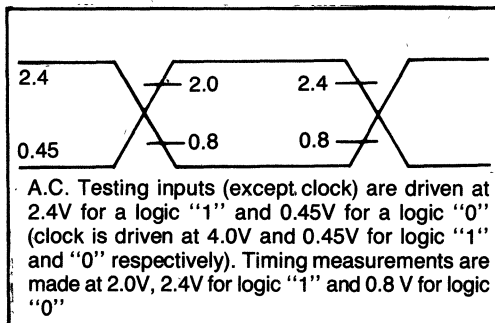 2.4 2.0 2.4
0.45 0.8 0.8
A.C. Testing inputs (except clock) are driven at
2.4V for a logic “1” and 0.45V for a logic “0”
(clock is driven at 4.0V and 0.45V for logic “1”
and “0” respectively). Timing measurements are
made at 2.0V, 2.4V for logic “1” and 0.8 V for logic
“0”